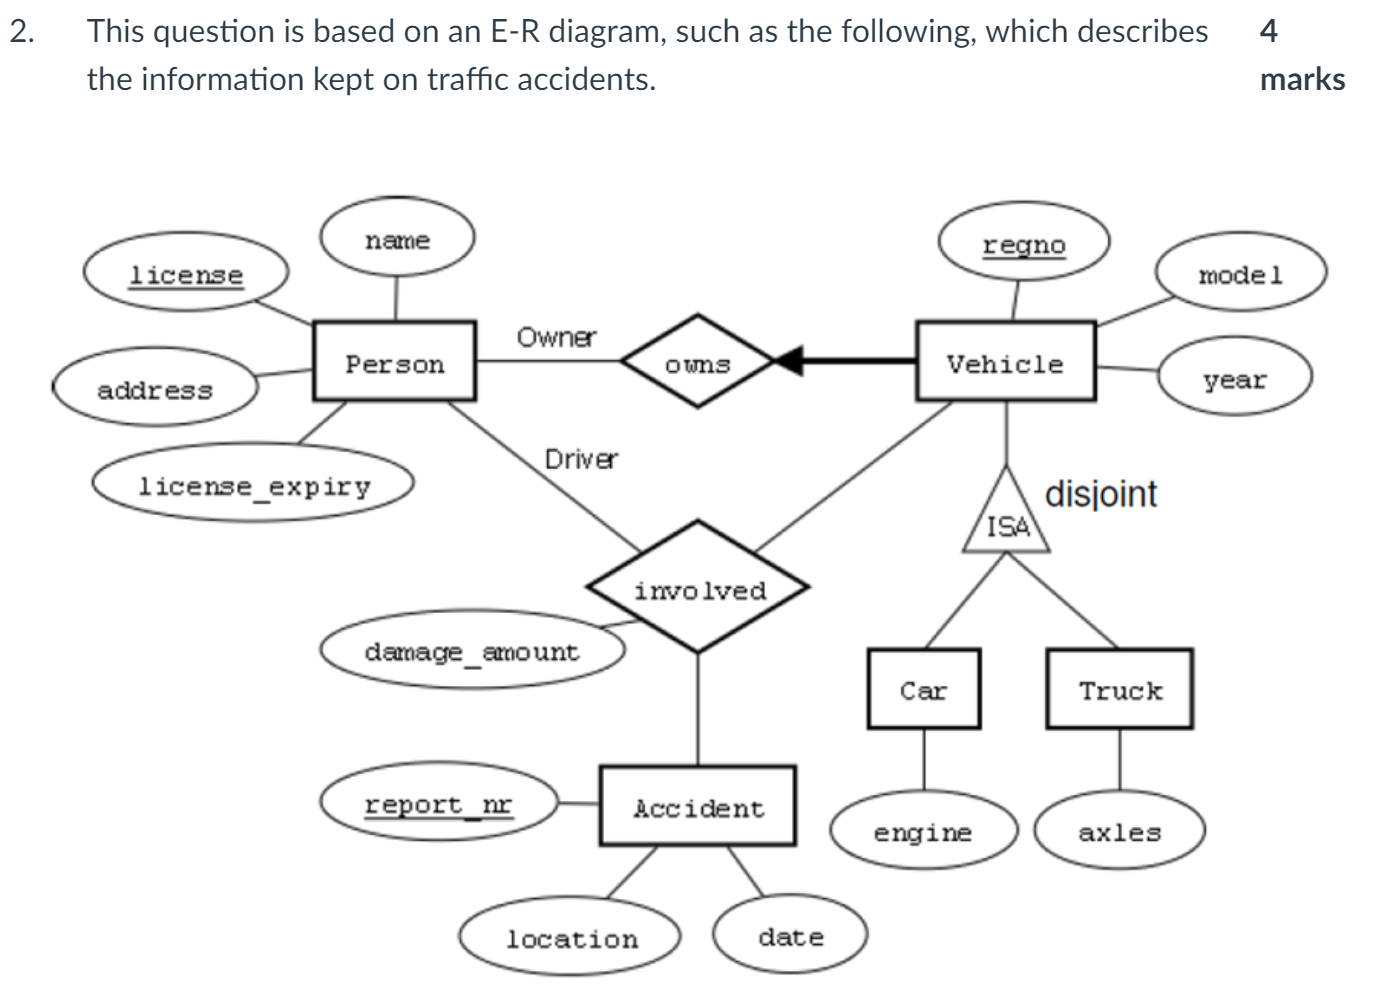 2. This question is based on an E-R diagram, such as the following, which describes 4
the information kept on traffic accidents. marks
name
license
regno
model
Owner
Person
owns
Vehicle
address
year
Driver
license_expiry
disjoint
ISA
involved
damage_amount
Car
Truck
report_nr
Accident
engine
axles
location
date